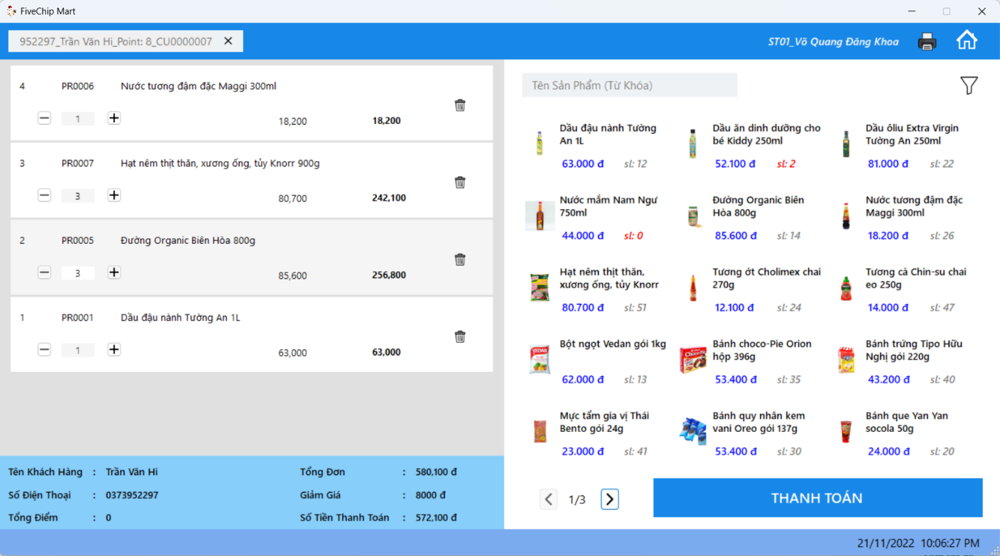 FiveChip Mart
952297_Trần Văn Hi_Point: 8_CU0000007
ST01_Võ Quang Đăng Khoa
4 PR0006 Nước tương đậm đặc Maggi 300ml
1 18,200 18,200
3 PR0007 Hạt nêm thịt thăn, xương ống, tủy Knorr 900g
3 80,700 242,100
2 PR0005 Đường Organic Biên Hòa 800g
3 85,600 256,800
1 PR0001 Dầu đậu nành Tường An 1L
1 63,000 63,000
Tên Khách Hàng : Trần Văn Hi
Số Điện Thoại : 0373952297
Tổng Điểm : 0
Tổng Đơn : 580,100 đ
Giảm Giá : 8000 đ
Số Tiền Thanh Toán : 572,100 đ
Tên Sản Phẩm (Từ Khóa)
Dầu đậu nành Tường
An 1L
63.000 đ sl: 12
Dầu ăn dinh dưỡng cho
bé Kiddy 250ml
52.100 đ sl: 2
Dầu ôliu Extra Virgin
Tường An 250ml
81.000 đ sl: 22
Nước mắm Nam Ngư
750ml
44.000 đ sl: 0
Đường Organic Biên
Hòa 800g
85.600 đ sl: 14
Nước tương đậm đặc
Maggi 300ml
18.200 đ sl: 26
Hạt nêm thịt thăn,
xương ống, tủy Knorr
80.700 đ sl: 51
Tương ớt Cholimex chai
270g
12.100 đ sl: 24
Tương cà Chin-su chai
eo 250g
14.000 đ sl: 47
Bột ngọt Vedan gói 1kg
62.000 đ sl: 13
Bánh choco-Pie Orion
hộp 396g
53.400 đ sl: 35
Bánh trứng Tipo Hữu
Nghị gói 220g
43.200 đ sl: 40
Mực tẩm gia vị Thái
Bento gói 24g
23.000 đ sl: 41
Bánh quy nhân kem
vani Oreo gói 137g
53.400 đ sl: 30
Bánh que Yan Yan
socola 50g
24.000 đ sl: 20
1/3
THANH TOÁN
21/11/2022 10:06:27 PM